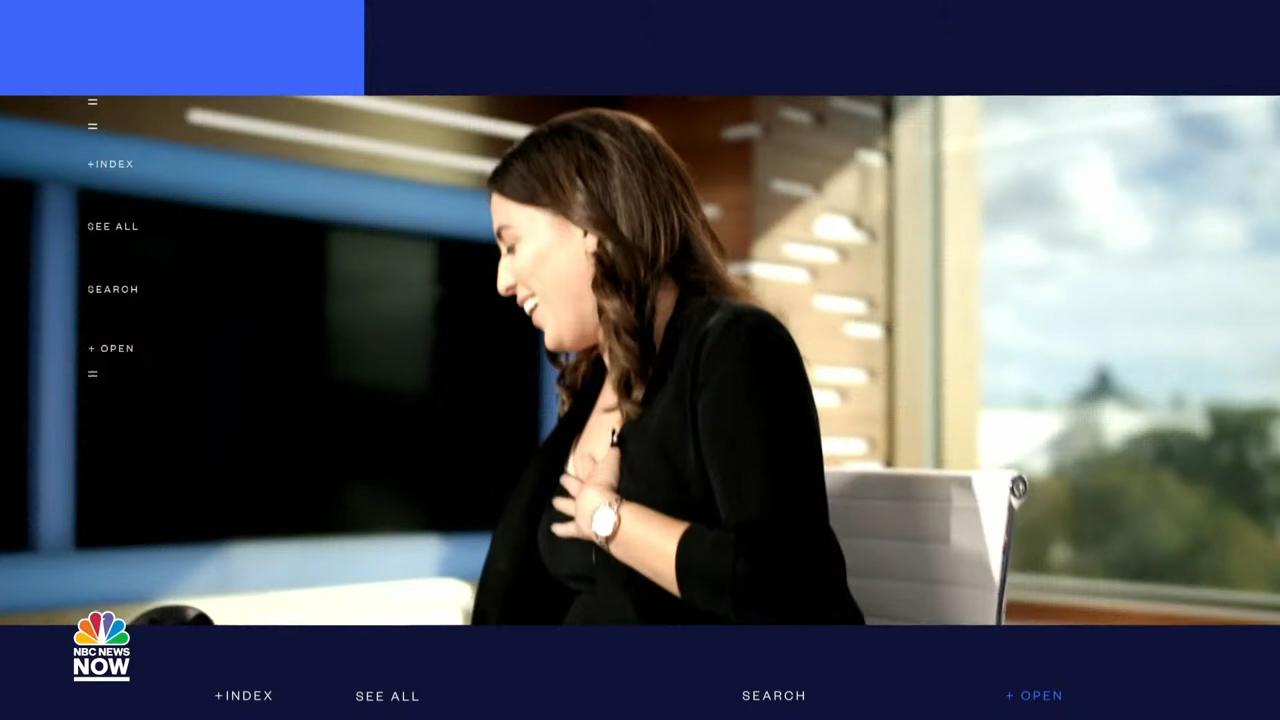 =
=
+INDEX
SEE ALL
SEARCH
+ OPEN
=
NBC NEWS
NOW
+INDEX
SEE ALL
SEARCH
+ OPEN